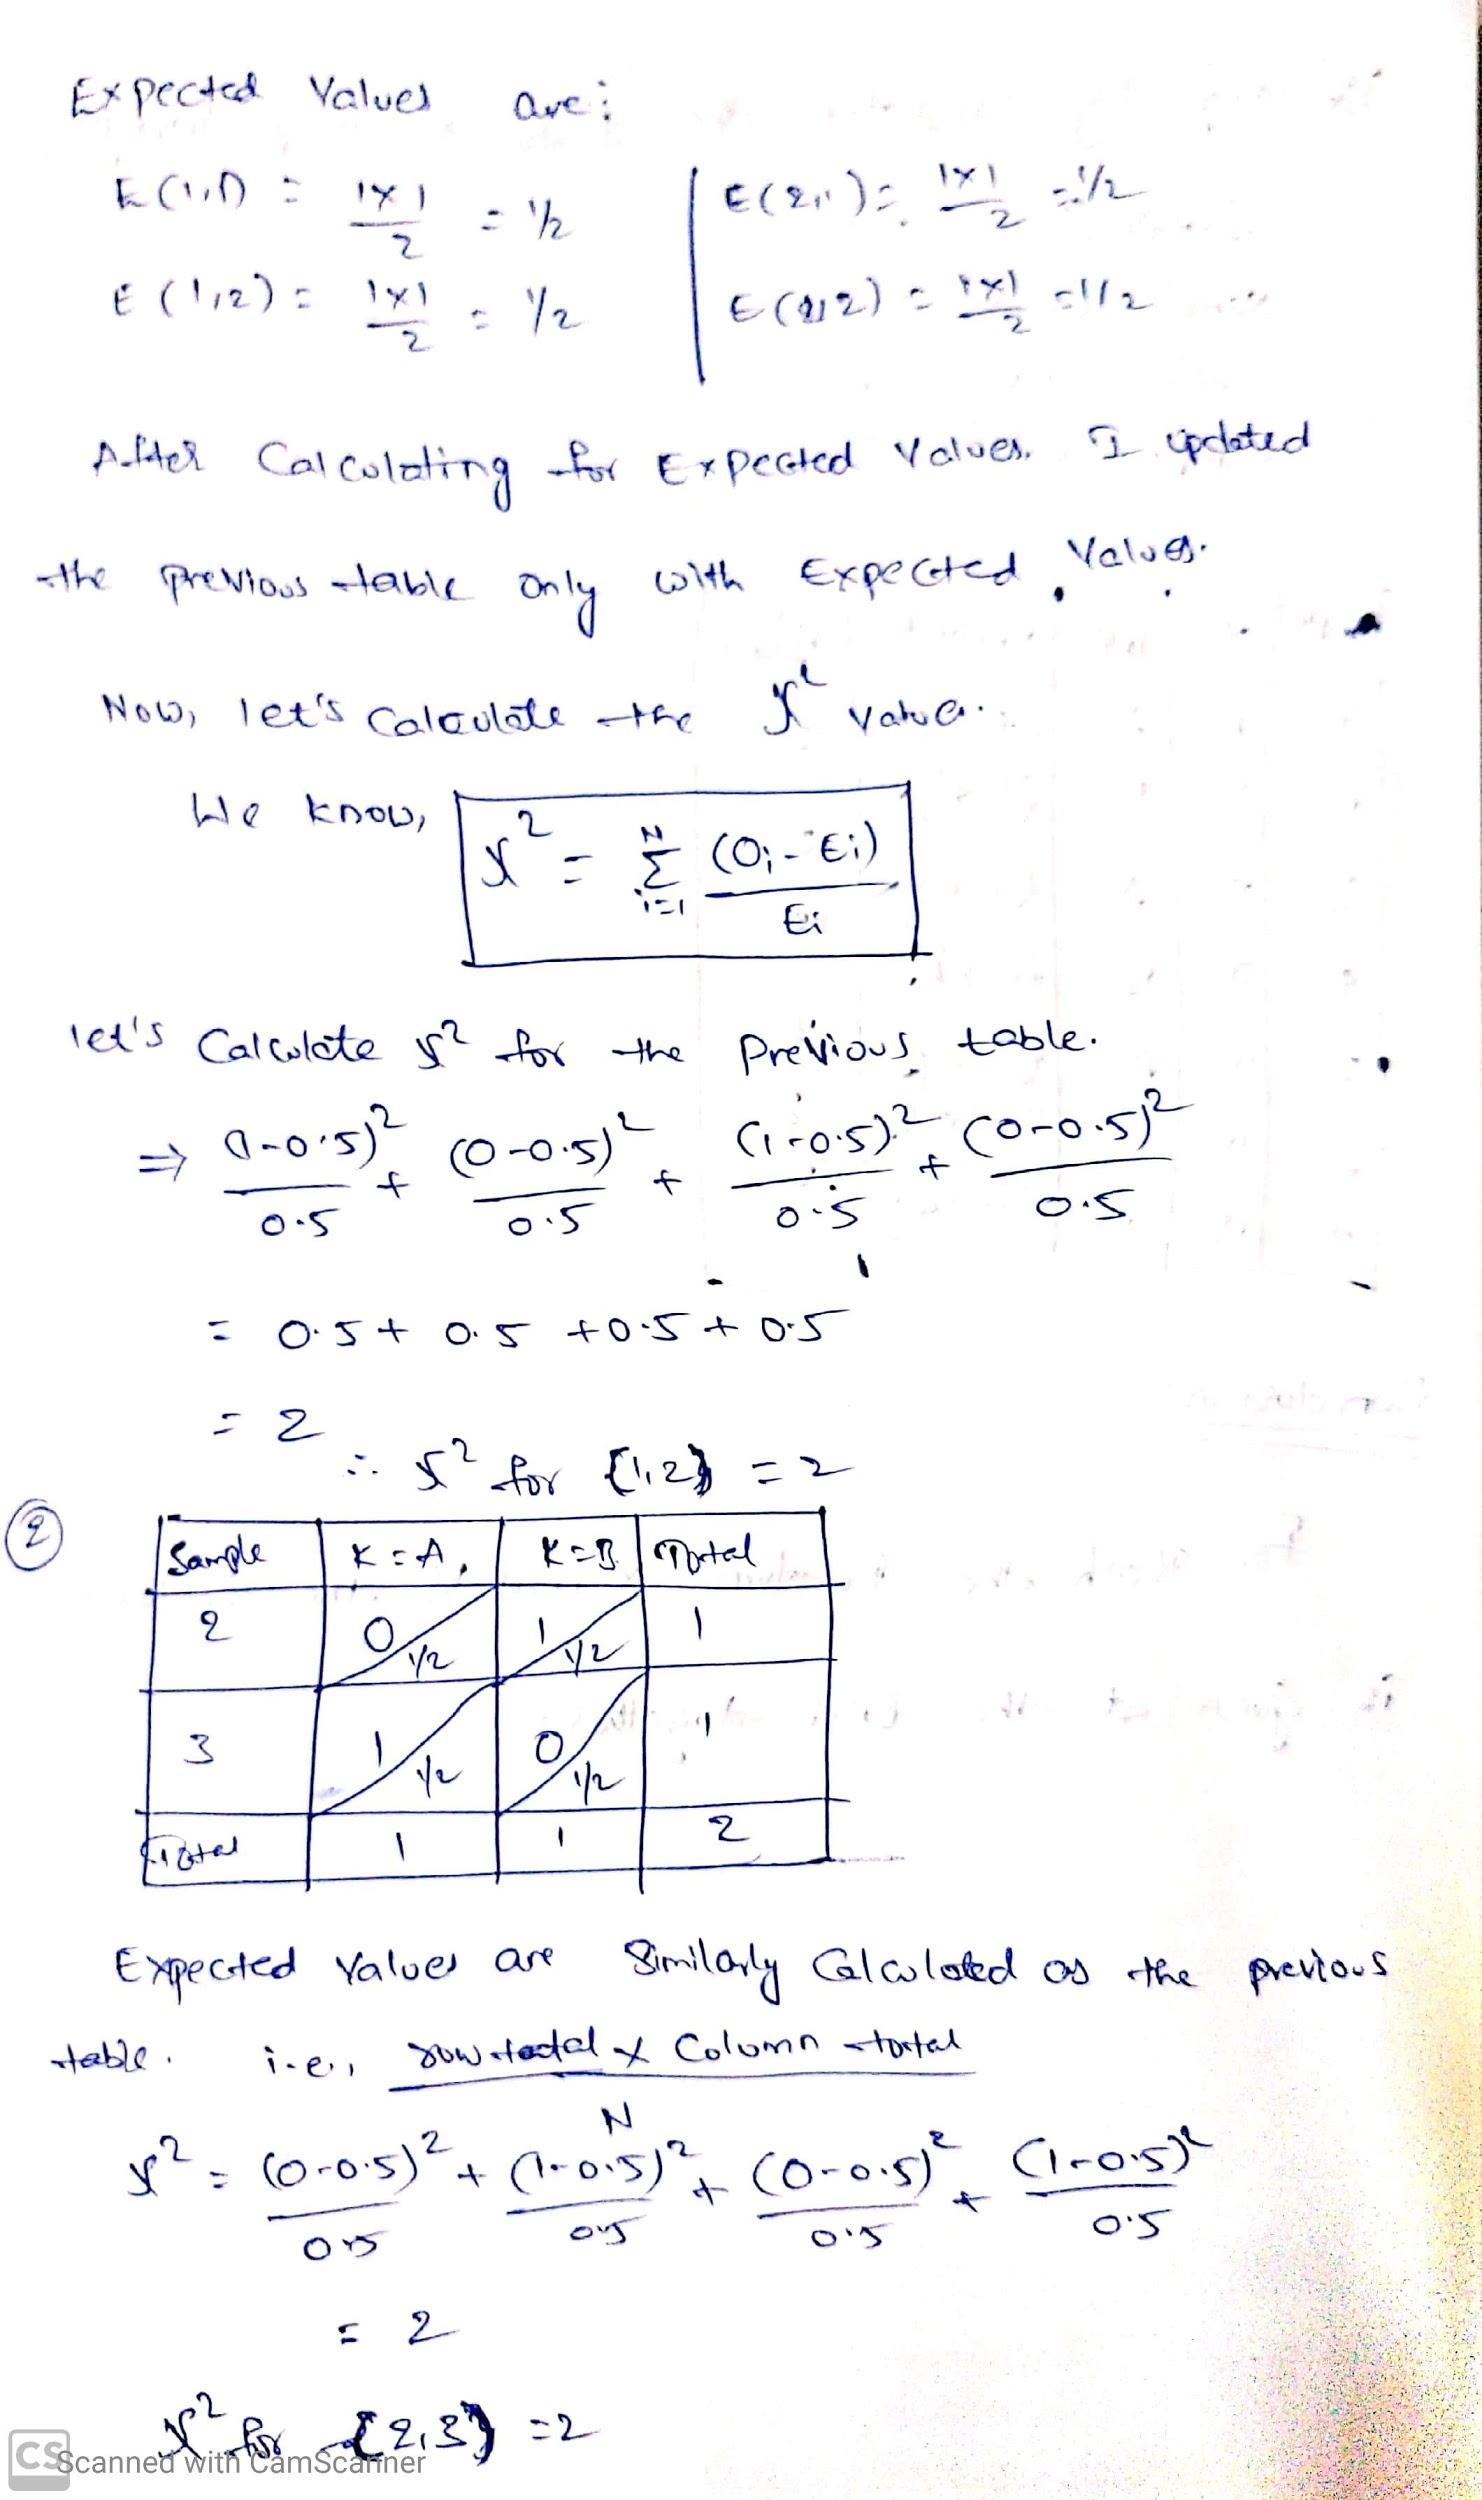 Expected Values are:
E(1,1) = 1×1/2 = 1/2 | E(2,1) = 1×1/2 = 1/2
E(1,2) = 1×1/2 = 1/2 | E(2,2) = 1×1/2 = 1/2
After Calculating for Expected Values. I updated
the previous table only with Expected Values.
Now, let's Calculate the χ² value.
We know, χ² = Σ_{i=1}^{N} (Oi - Ei)/Ei
let's Calculate χ² for the previous table.
⇒ (1-0.5)²/0.5 + (0-0.5)²/0.5 + (1-0.5)²/0.5 + (0-0.5)²/0.5
= 0.5 + 0.5 + 0.5 + 0.5
= 2
∴ χ² for {1,2} = 2
② Sample | K=A | K=B | Total
2 | 0 / 1/2 | 1 / 1/2 | 1
3 | 1 / 1/2 | 0 / 1/2 | 1
Total | 1 | 1 | 2
Expected Values are Similarly Calculated as the previous
table. i.e., row total × Column total / N
χ² = (0-0.5)²/0.5 + (1-0.5)²/0.5 + (0-0.5)²/0.5 + (1-0.5)²/0.5
= 2
χ² for {2,3} = 2
CS Scanned with CamScanner